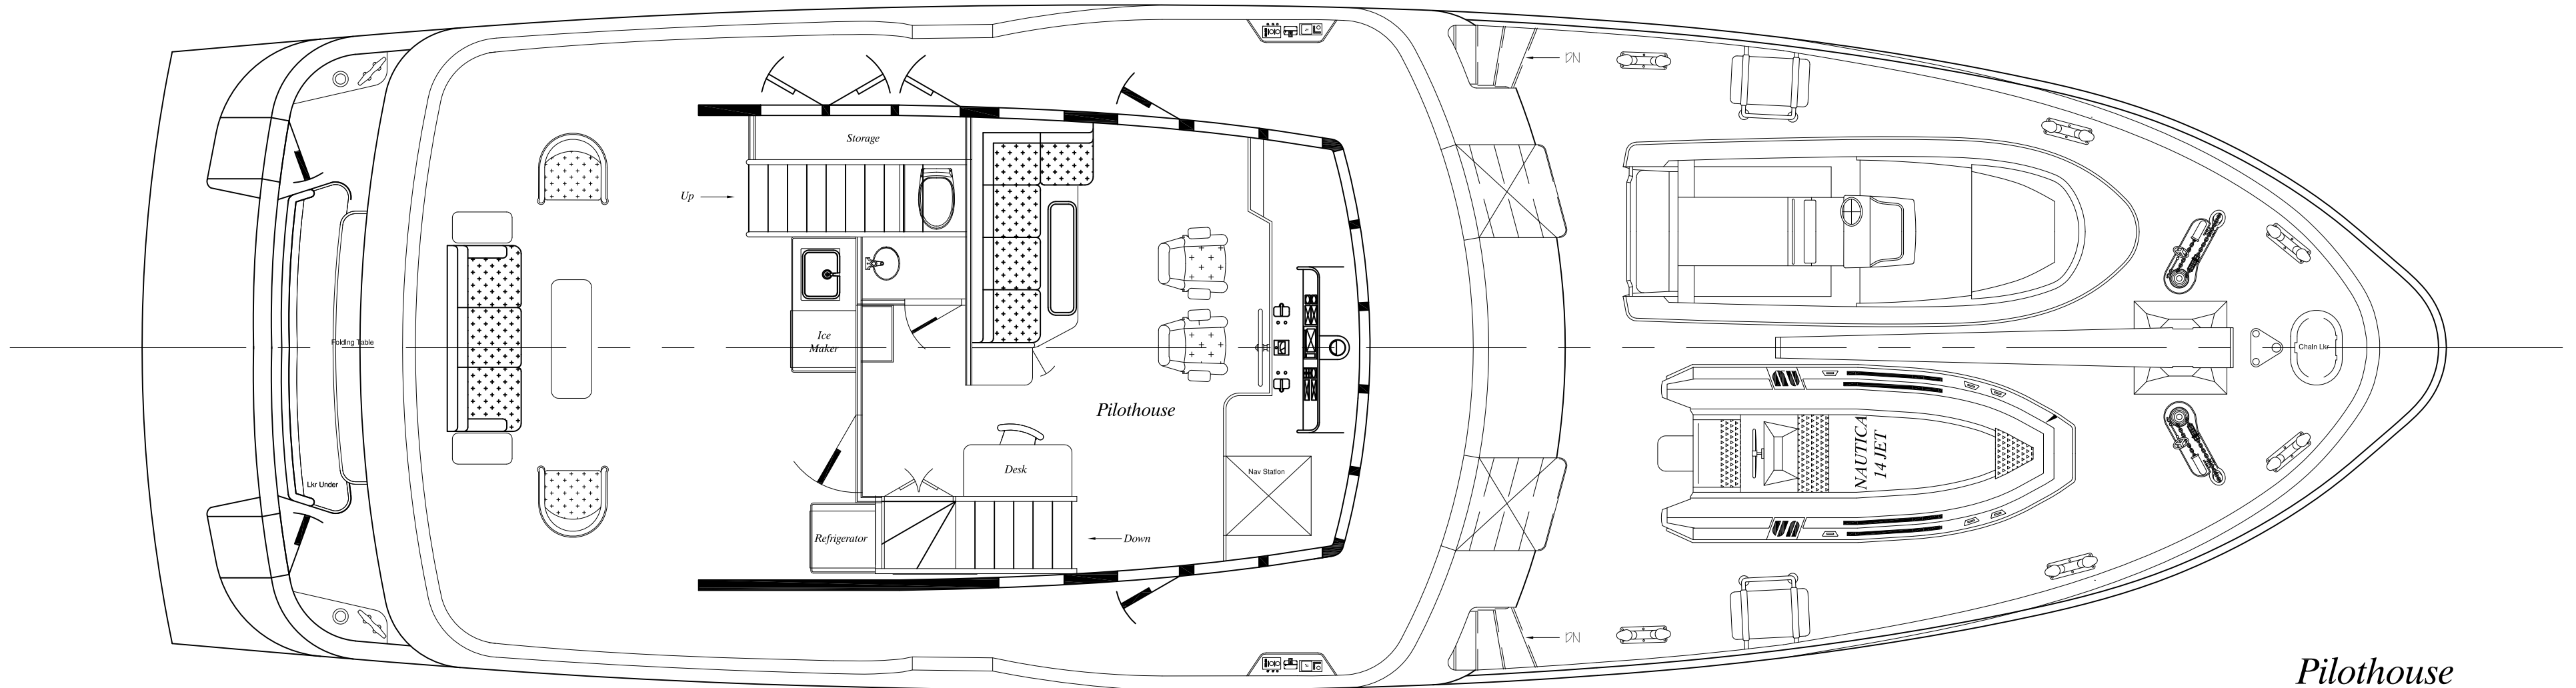 DN
Storage
Up
Ice
Maker
Folding Table
Chain Lkr
Pilothouse
NAUTICA
14 JET
Desk
Nav Station
Lkr Under
Refrigerator
Down
DN
Pilothouse